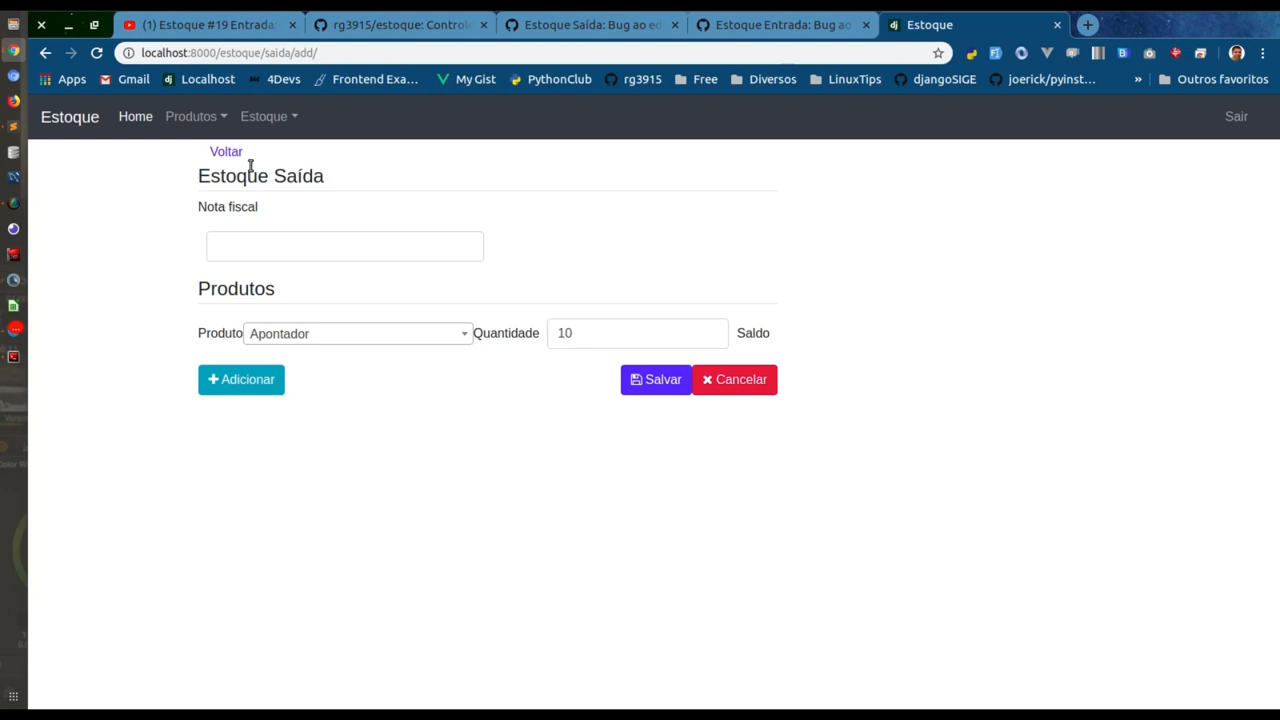 (1) Estoque #19 Entrada
rg3915/estoque: Control
Estoque Saída: Bug ao ed
Estoque Entrada: Bug ao
Estoque
localhost:8000/estoque/saida/add/
Apps Gmail Localhost 4Devs Frontend Exa... My Gist PythonClub rg3915 Free Diversos LinuxTips djangoSIGE joerick/pyinst... » Outros favoritos
Estoque Home Produtos Estoque Sair
Voltar
Estoque Saída
Nota fiscal
Produtos
Produto Apontador Quantidade 10 Saldo
Adicionar Salvar Cancelar